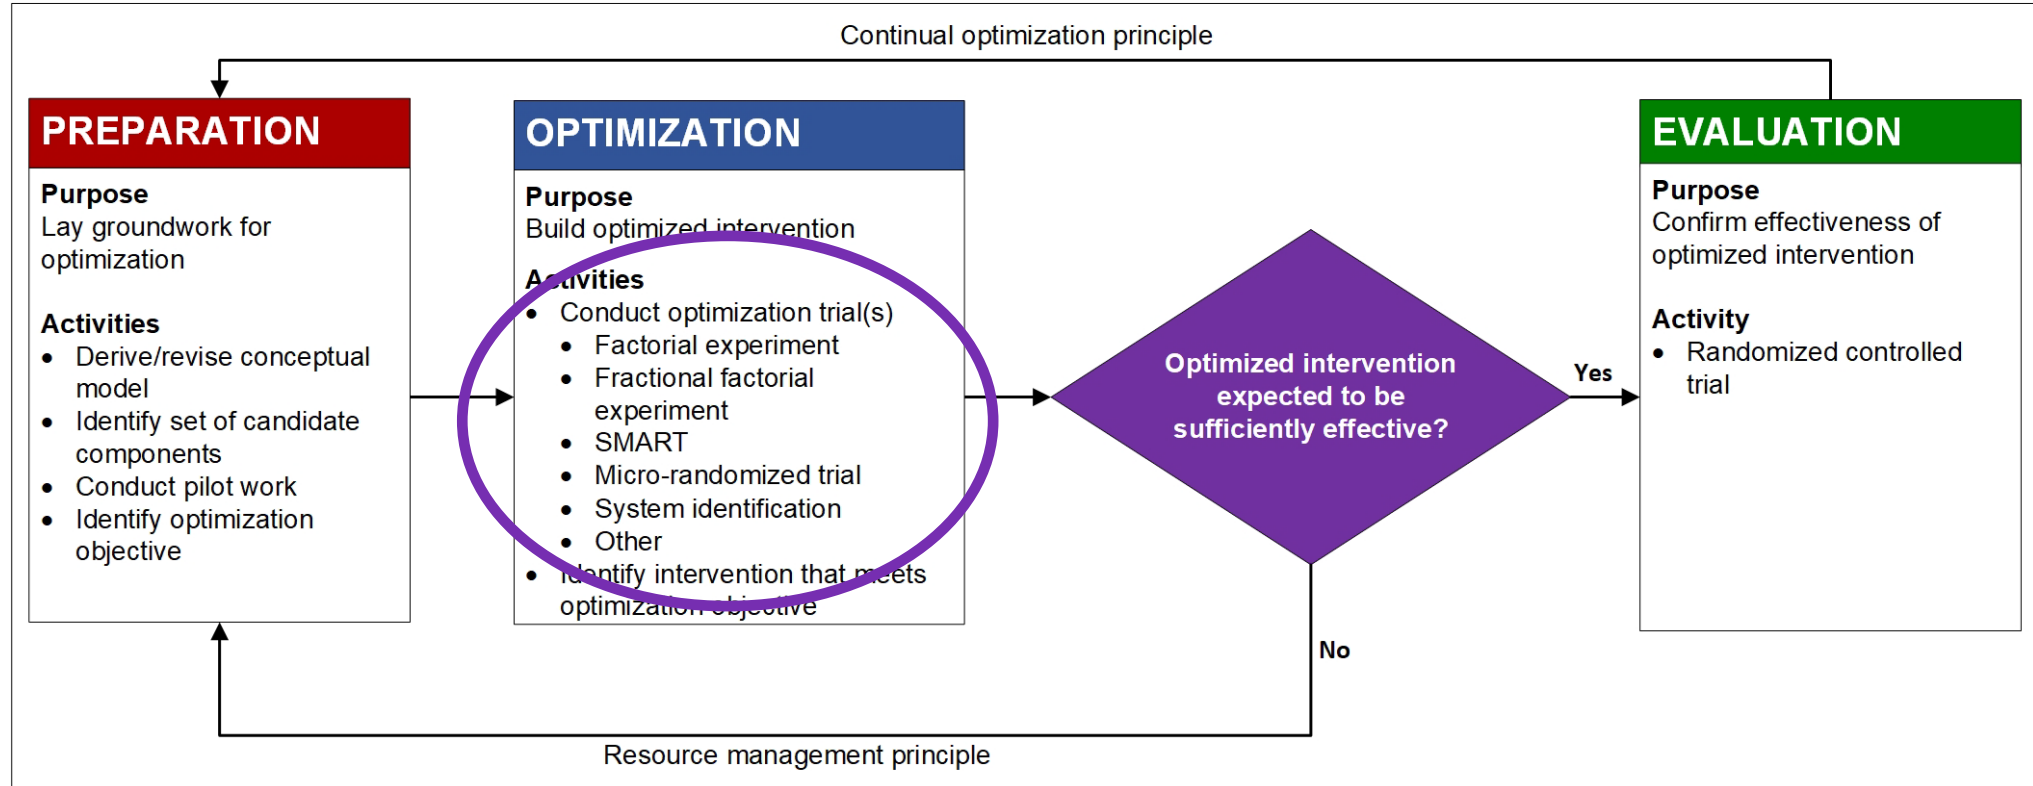 Continual optimization principle
PREPARATION
Purpose
Lay groundwork for
optimization
Activities
• Derive/revise conceptual
model
• Identify set of candidate
components
• Conduct pilot work
• Identify optimization
objective
OPTIMIZATION
Purpose
Build optimized intervention
Activities
• Conduct optimization trial(s)
• Factorial experiment
• Fractional factorial
experiment
• SMART
• Micro-randomized trial
• System identification
• Other
• Identify intervention that meets
optimization objective
Optimized intervention
expected to be
sufficiently effective?
Yes
No
EVALUATION
Purpose
Confirm effectiveness of
optimized intervention
Activity
• Randomized controlled
trial
Resource management principle